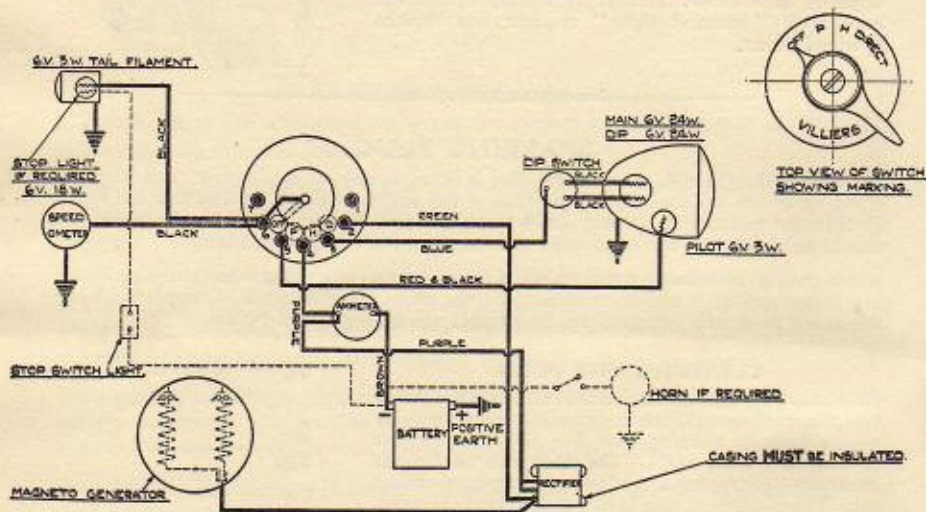 6V. 3W. TAIL FILAMENT.
OFF P H DIRECT
VILLIERS
TOP VIEW OF SWITCH
SHOWING MARKING.
MAIN 6V. 24W.
DIP 6V. 24W
DIP SWITCH
BLACK
BLACK
BLACK
STOP LIGHT
IF REQUIRED.
6V. 18W.
SPEED
OMETER
BLACK
GREEN
BLUE
PILOT 6V 3W.
RED & BLACK
AMMETER
PURPLE
PURPLE
STOP SWITCH LIGHT.
BROWN
HORN IF REQUIRED.
BATTERY
- +
POSITIVE
EARTH
CASING MUST BE INSULATED.
RECTIFIER
MAGNETO GENERATOR.